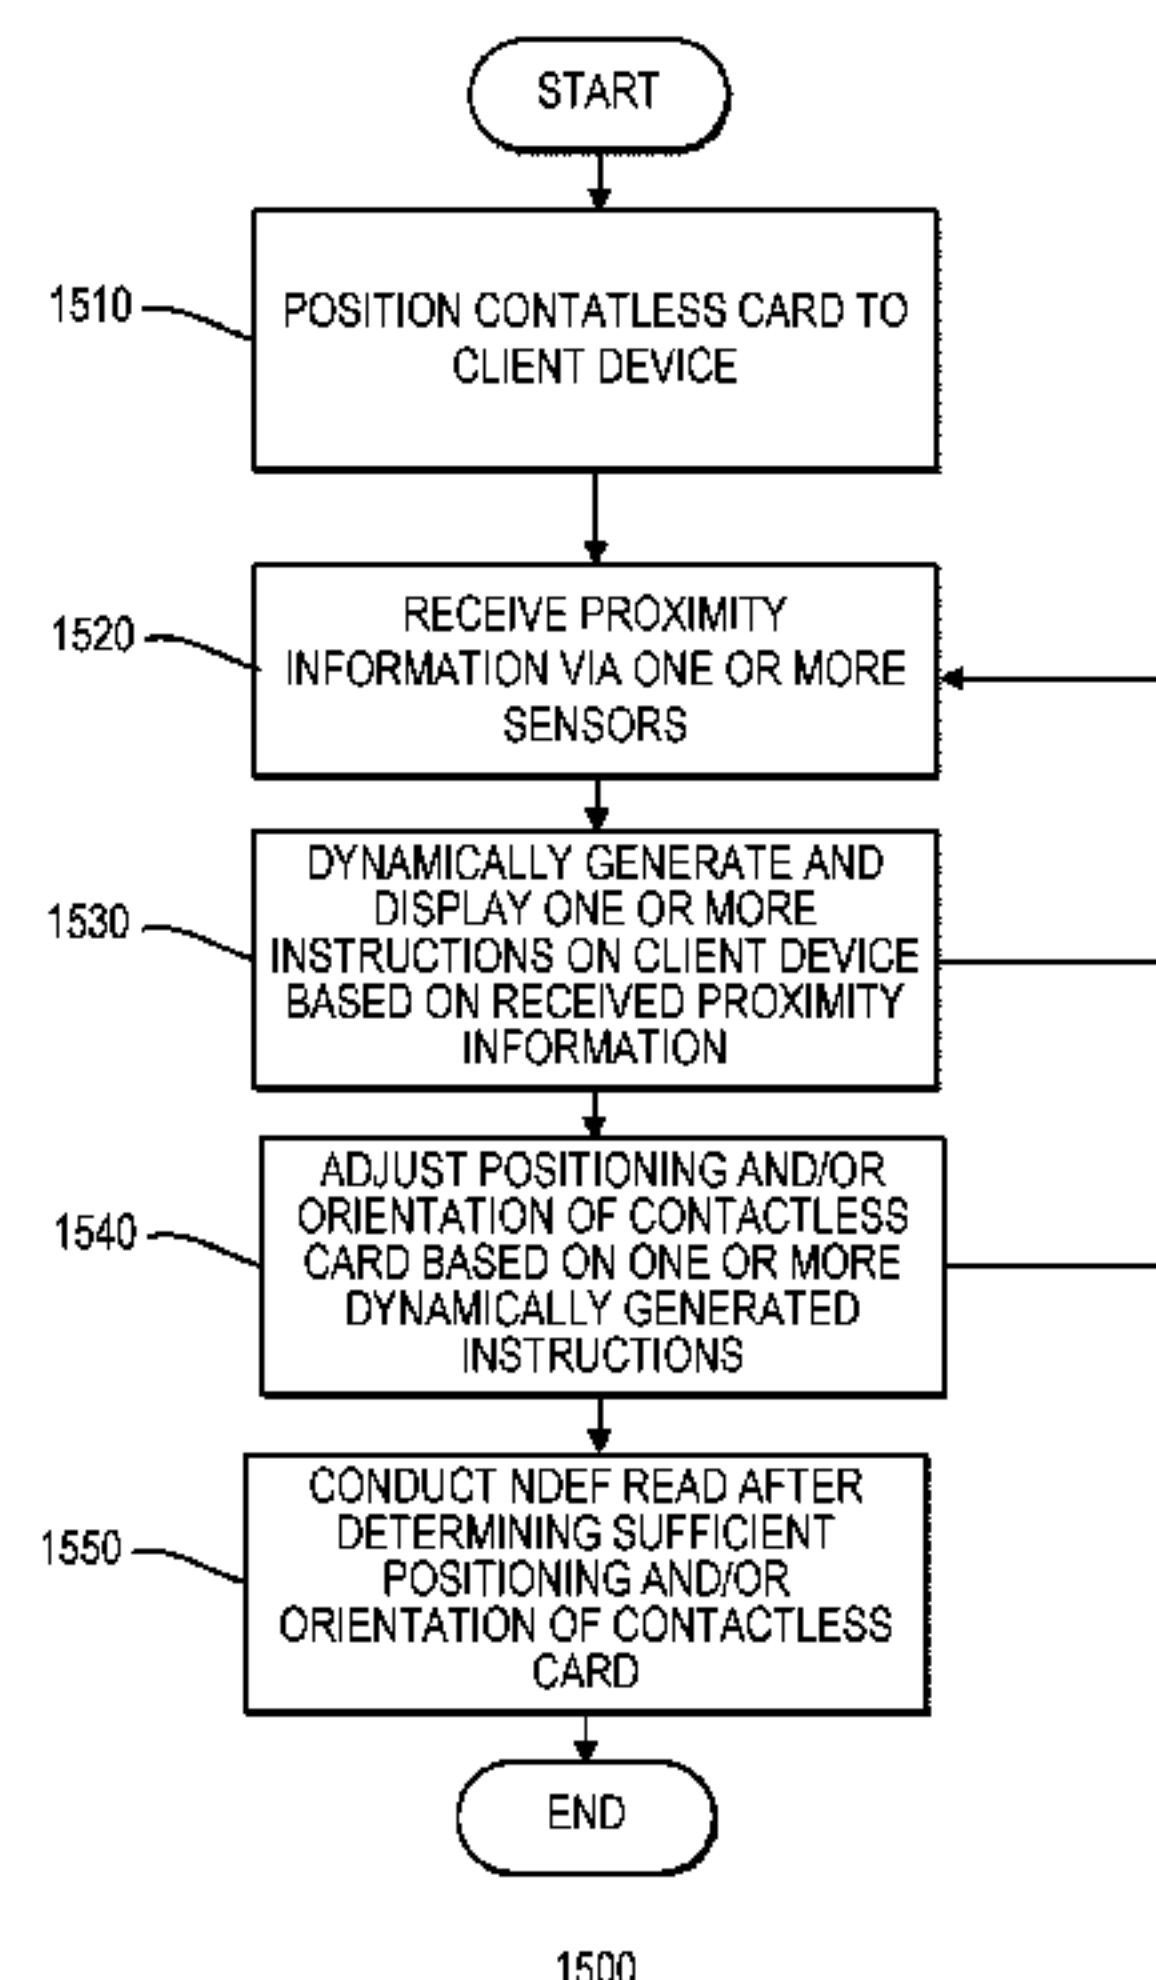 START
1510
POSITION CONTATLESS CARD TO
CLIENT DEVICE
1520
RECEIVE PROXIMITY
INFORMATION VIA ONE OR MORE
SENSORS
1530
DYNAMICALLY GENERATE AND
DISPLAY ONE OR MORE
INSTRUCTIONS ON CLIENT DEVICE
BASED ON RECEIVED PROXIMITY
INFORMATION
1540
ADJUST POSITIONING AND/OR
ORIENTATION OF CONTACTLESS
CARD BASED ON ONE OR MORE
DYNAMICALLY GENERATED
INSTRUCTIONS
1550
CONDUCT NDEF READ AFTER
DETERMINING SUFFICIENT
POSITIONING AND/OR
ORIENTATION OF CONTACTLESS
CARD
END
1500